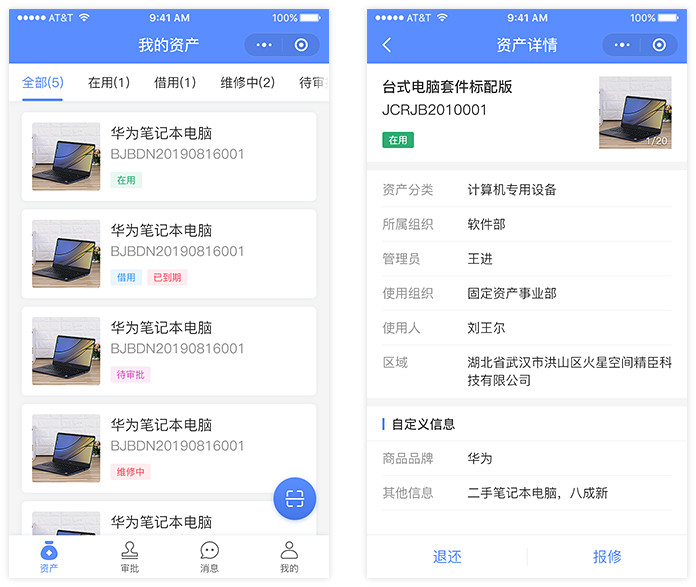 ●●●●● AT&T 9:41 AM 100%
我的资产
全部(5) 在用(1) 借用(1) 维修中(2) 待审
华为笔记本电脑
BJBDN20190816001
在用
华为笔记本电脑
BJBDN20190816001
借用 已到期
华为笔记本电脑
BJBDN20190816001
待审批
华为笔记本电脑
BJBDN20190816001
维修中
华为笔记本电脑
资产 审批 消息 我的
●●●●● AT&T 9:41 AM 100%
资产详情
台式电脑套件标配版
JCRJB2010001
在用
1/20
资产分类 计算机专用设备
所属组织 软件部
管理员 王进
使用组织 固定资产事业部
使用人 刘王尔
区域 湖北省武汉市洪山区火星空间精臣科
技有限公司
自定义信息
商品品牌 华为
其他信息 二手笔记本电脑，八成新
退还 报修